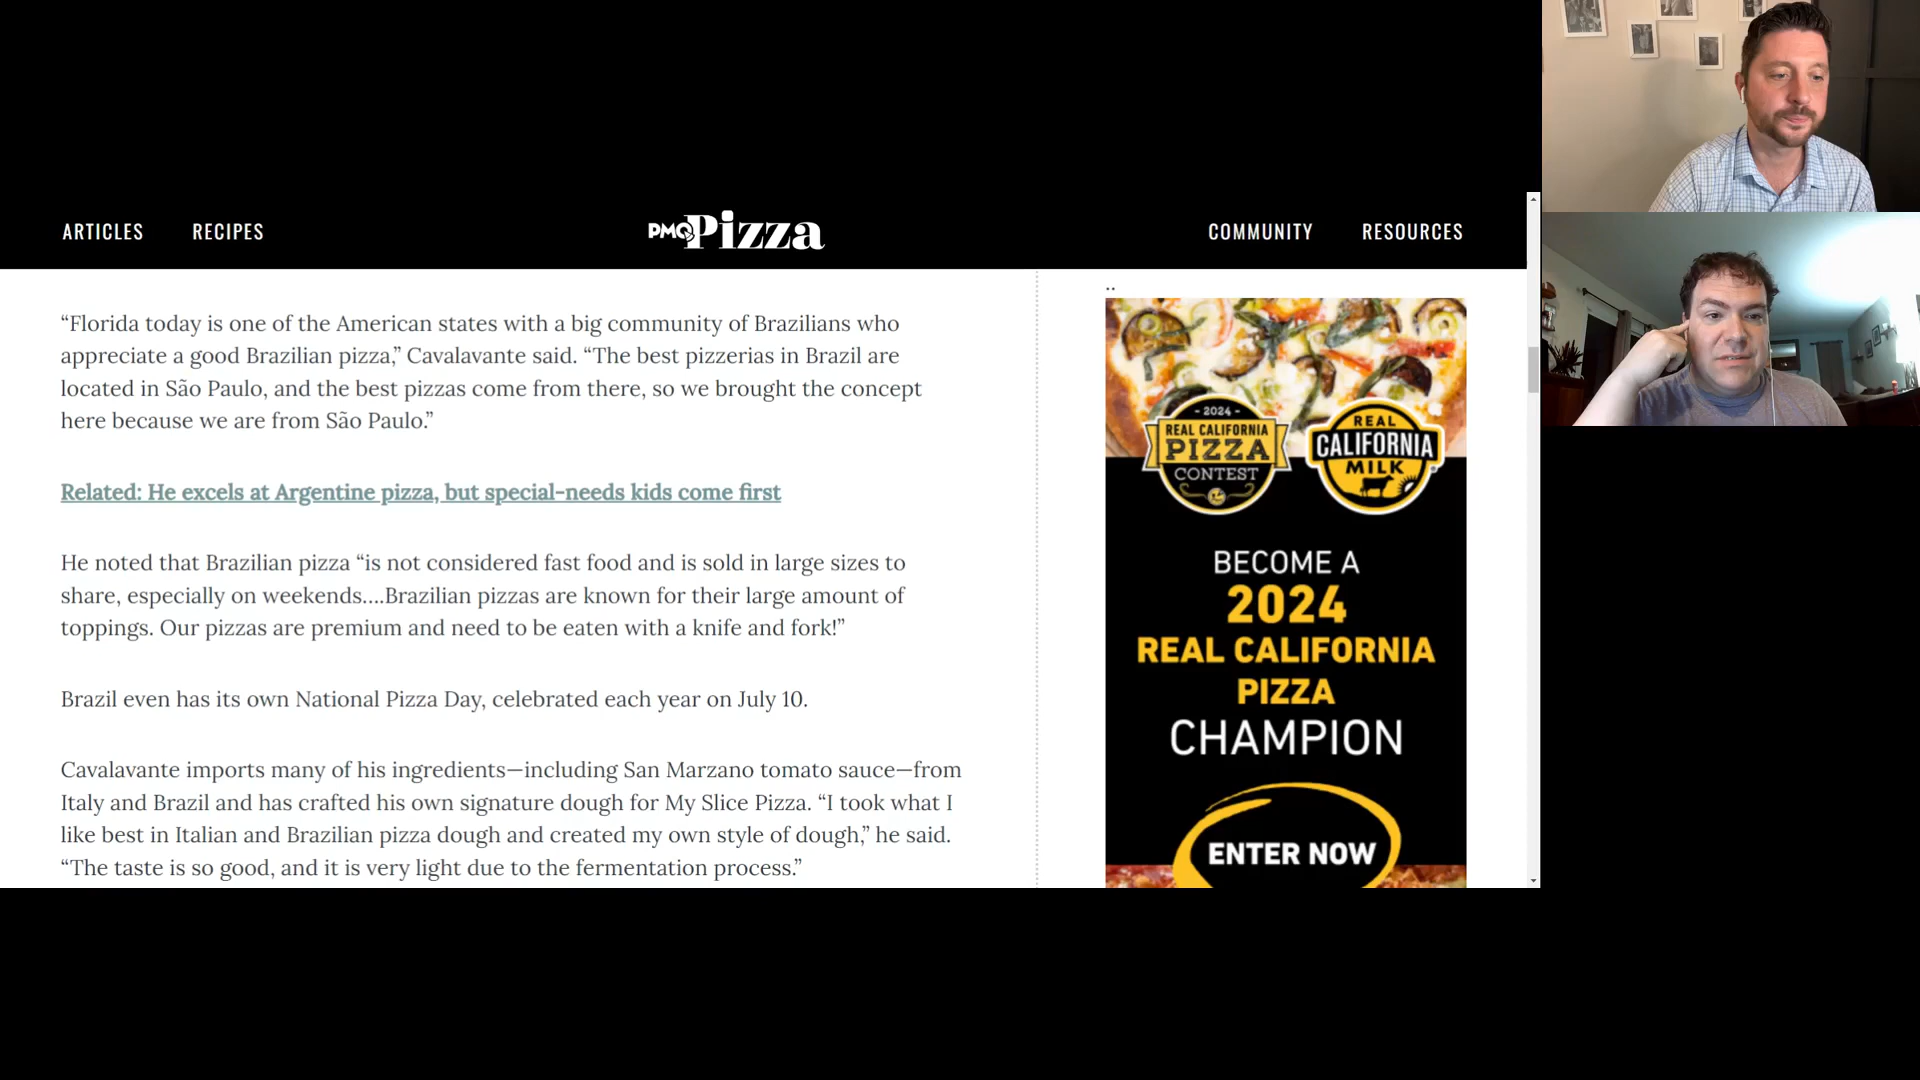 ARTICLES RECIPES PMQ Pizza COMMUNITY RESOURCES
“Florida today is one of the American states with a big community of Brazilians who
appreciate a good Brazilian pizza,” Cavalavante said. “The best pizzerias in Brazil are
located in São Paulo, and the best pizzas come from there, so we brought the concept
here because we are from São Paulo.”
Related: He excels at Argentine pizza, but special-needs kids come first
He noted that Brazilian pizza “is not considered fast food and is sold in large sizes to
share, especially on weekends….Brazilian pizzas are known for their large amount of
toppings. Our pizzas are premium and need to be eaten with a knife and fork!”
Brazil even has its own National Pizza Day, celebrated each year on July 10.
Cavalavante imports many of his ingredients—including San Marzano tomato sauce—from
Italy and Brazil and has crafted his own signature dough for My Slice Pizza. “I took what I
like best in Italian and Brazilian pizza dough and created my own style of dough,” he said.
“The taste is so good, and it is very light due to the fermentation process.”
- 2024 -
REAL CALIFORNIA
PIZZA
CONTEST
REAL
CALIFORNIA
MILK
BECOME A
2024
REAL CALIFORNIA
PIZZA
CHAMPION
ENTER NOW